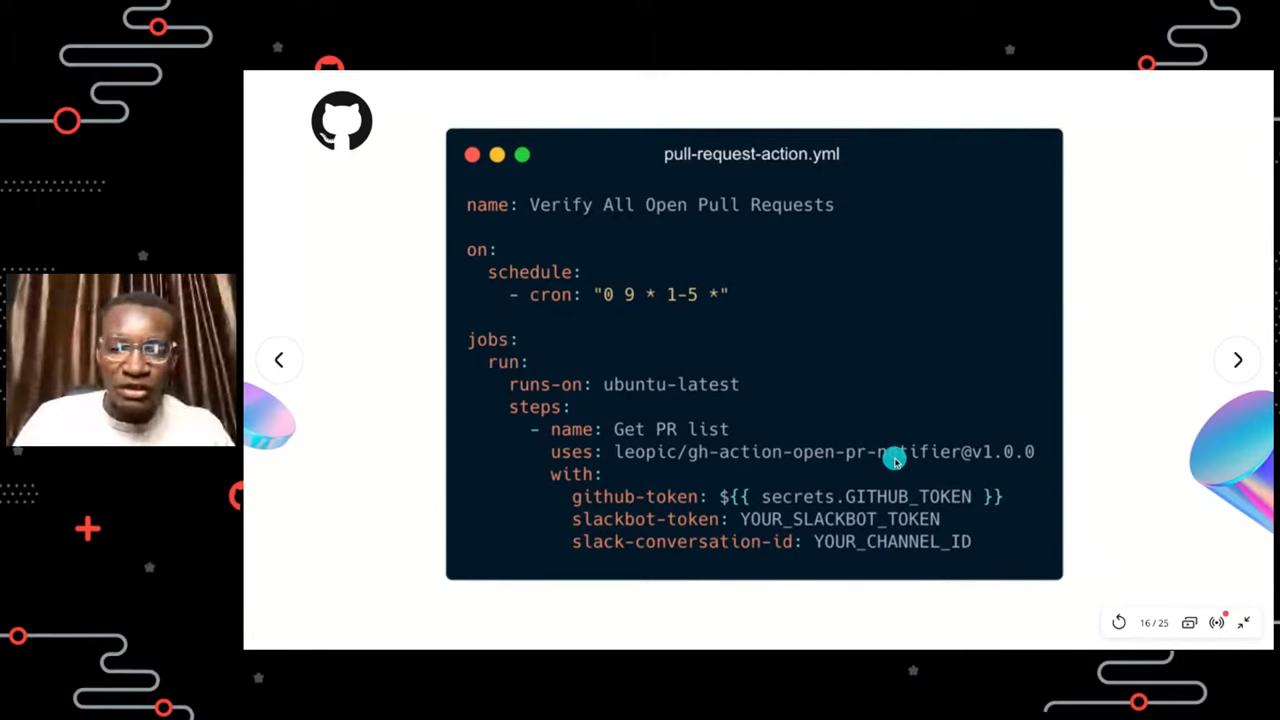 pull-request-action.yml
name: Verify All Open Pull Requests
on:
schedule:
- cron: "0 9 * 1-5 *"
jobs:
run:
runs-on: ubuntu-latest
steps:
- name: Get PR list
uses: leopic/gh-action-open-pr-notifier@v1.0.0
with:
github-token: ${{ secrets.GITHUB_TOKEN }}
slackbot-token: YOUR_SLACKBOT_TOKEN
slack-conversation-id: YOUR_CHANNEL_ID
16 / 25